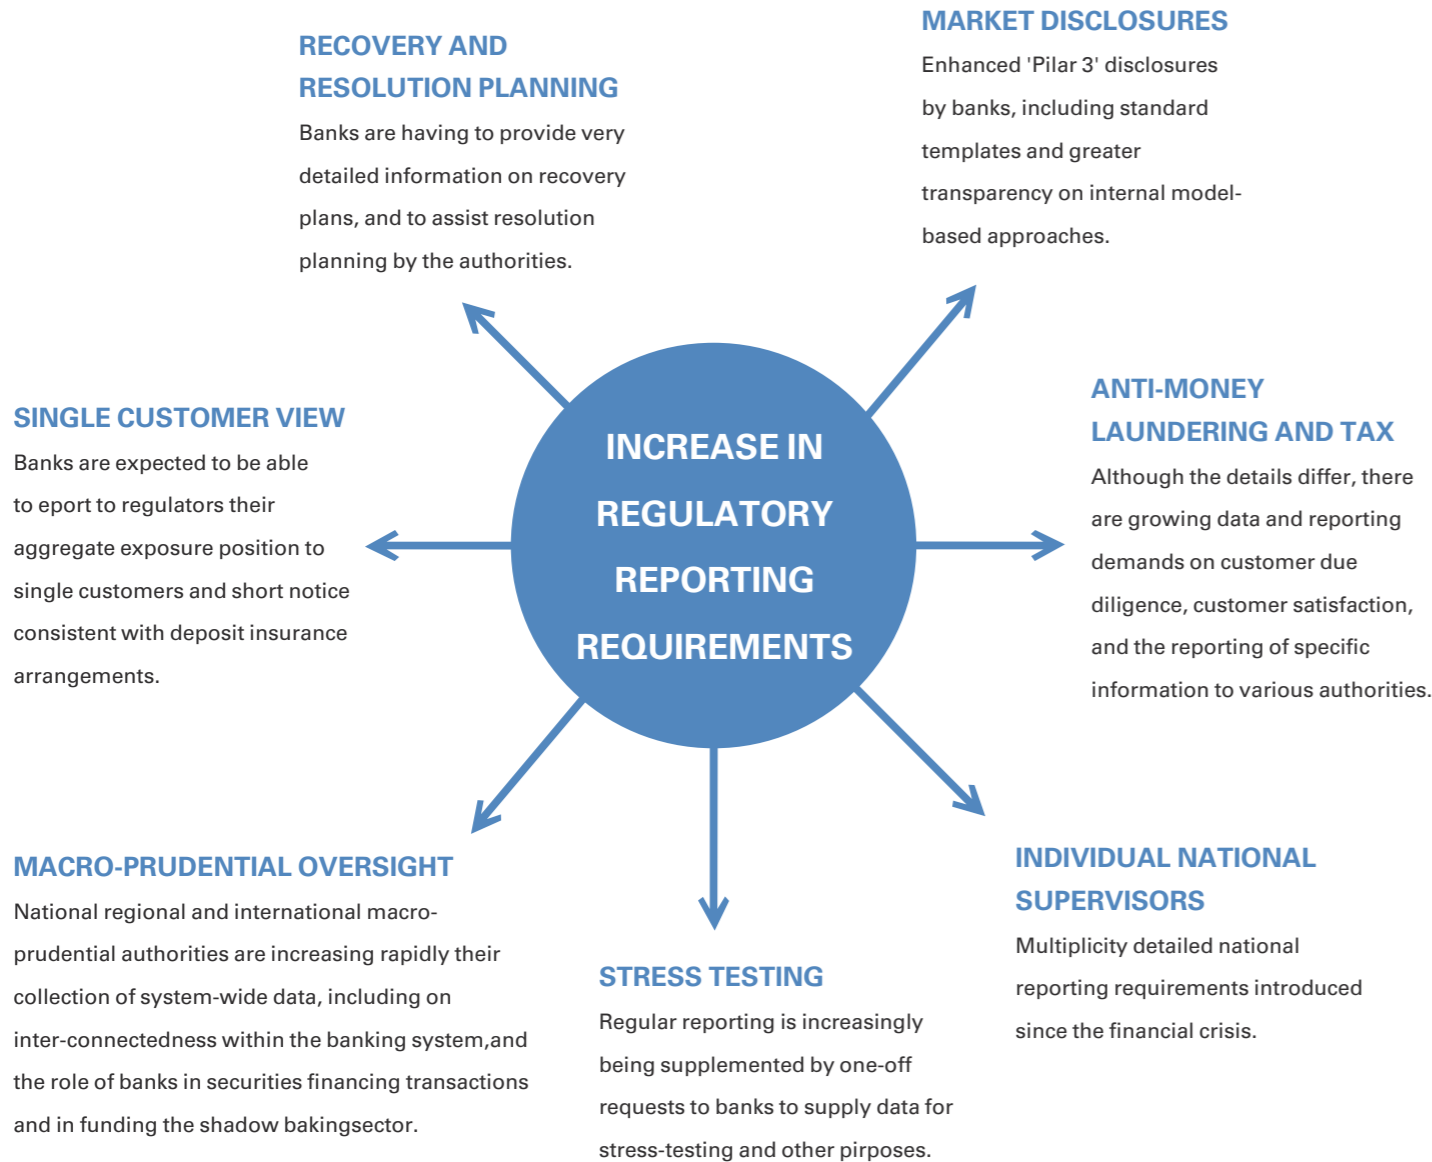 RECOVERY AND
RESOLUTION PLANNING
Banks are having to provide very
detailed information on recovery
plans, and to assist resolution
planning by the authorities.
MARKET DISCLOSURES
Enhanced 'Pilar 3' disclosures
by banks, including standard
templates and greater
transparency on internal model-
based approaches.
SINGLE CUSTOMER VIEW
Banks are expected to be able
to eport to regulators their
aggregate exposure position to
single customers and short notice
consistent with deposit insurance
arrangements.
INCREASE IN
REGULATORY
REPORTING
REQUIREMENTS
ANTI-MONEY
LAUNDERING AND TAX
Although the details differ, there
are growing data and reporting
demands on customer due
diligence, customer satisfaction,
and the reporting of specific
information to various authorities.
MACRO-PRUDENTIAL OVERSIGHT
National regional and international macro-
prudential authorities are increasing rapidly their
collection of system-wide data, including on
inter-connectedness within the banking system,and
the role of banks in securities financing transactions
and in funding the shadow bakingsector.
STRESS TESTING
Regular reporting is increasingly
being supplemented by one-off
requests to banks to supply data for
stress-testing and other pirposes.
INDIVIDUAL NATIONAL
SUPERVISORS
Multiplicity detailed national
reporting requirements introduced
since the financial crisis.